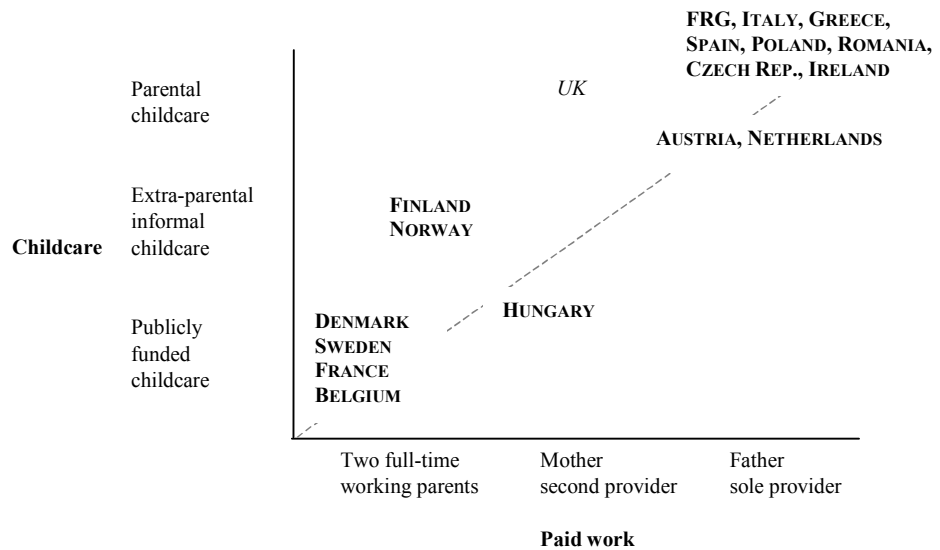 FRG, ITALY, GREECE,
SPAIN, POLAND, ROMANIA,
CZECH REP., IRELAND
Parental
childcare
UK
AUSTRIA, NETHERLANDS
Extra-parental
informal
childcare
FINLAND
NORWAY
Childcare
HUNGARY
Publicly
funded
childcare
DENMARK
SWEDEN
FRANCE
BELGIUM
Two full-time
working parents
Mother
second provider
Father
sole provider
Paid work